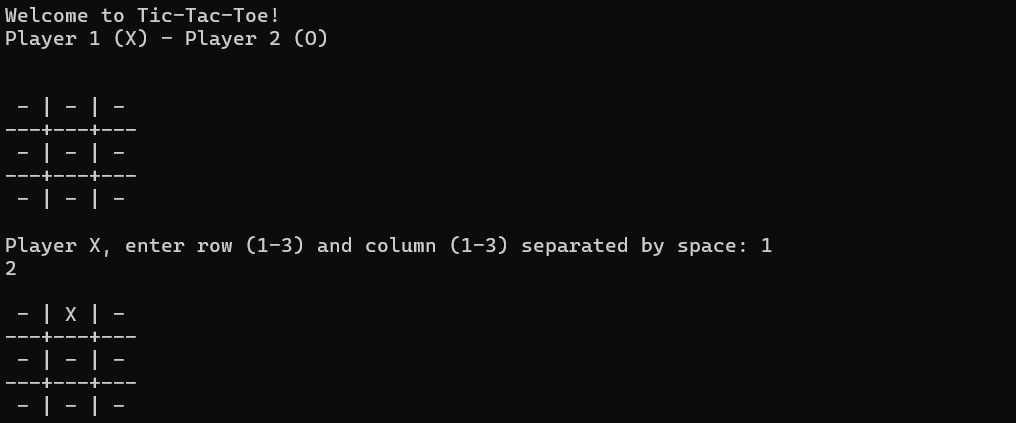 Welcome to Tic-Tac-Toe!
Player 1 (X) - Player 2 (O)
 - | - | -
---+---+---
 - | - | -
---+---+---
 - | - | -
Player X, enter row (1-3) and column (1-3) separated by space: 1
2
 - | X | -
---+---+---
 - | - | -
---+---+---
 - | - | -